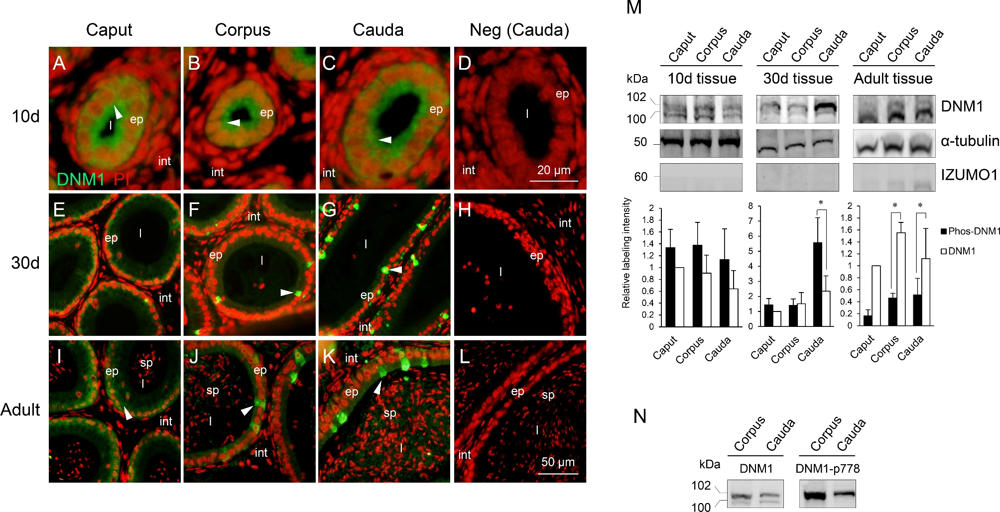 Caput Corpus Cauda Neg (Cauda)
10d
A l ep int DNM1 PI
B ep int
C ep int
D ep l int 20 µm
30d
E ep l int
F int ep l
G l ep int
H int ep l
Adult
I sp ep l int
J ep sp l int
K int ep sp l
L ep sp l int 50 µm
M
Caput Corpus Cauda Caput Corpus Cauda Caput Corpus Cauda
kDa 10d tissue 30d tissue Adult tissue
102
100
DNM1
50 α-tubulin
60 IZUMO1
Relative labeling intensity
2
1.8
1.6
1.4
1.2
1
0.8
0.6
0.4
0.2
0
Caput Corpus Cauda
8
7
6
5
4
3
2
1
0
*
Caput Corpus Cauda
2
1.8
1.6
1.4
1.2
1
0.8
0.6
0.4
0.2
0
* *
Caput Corpus Cauda
Phos-DNM1
DNM1
N
Corpus Cauda Corpus Cauda
kDa DNM1 DNM1-p778
102
100